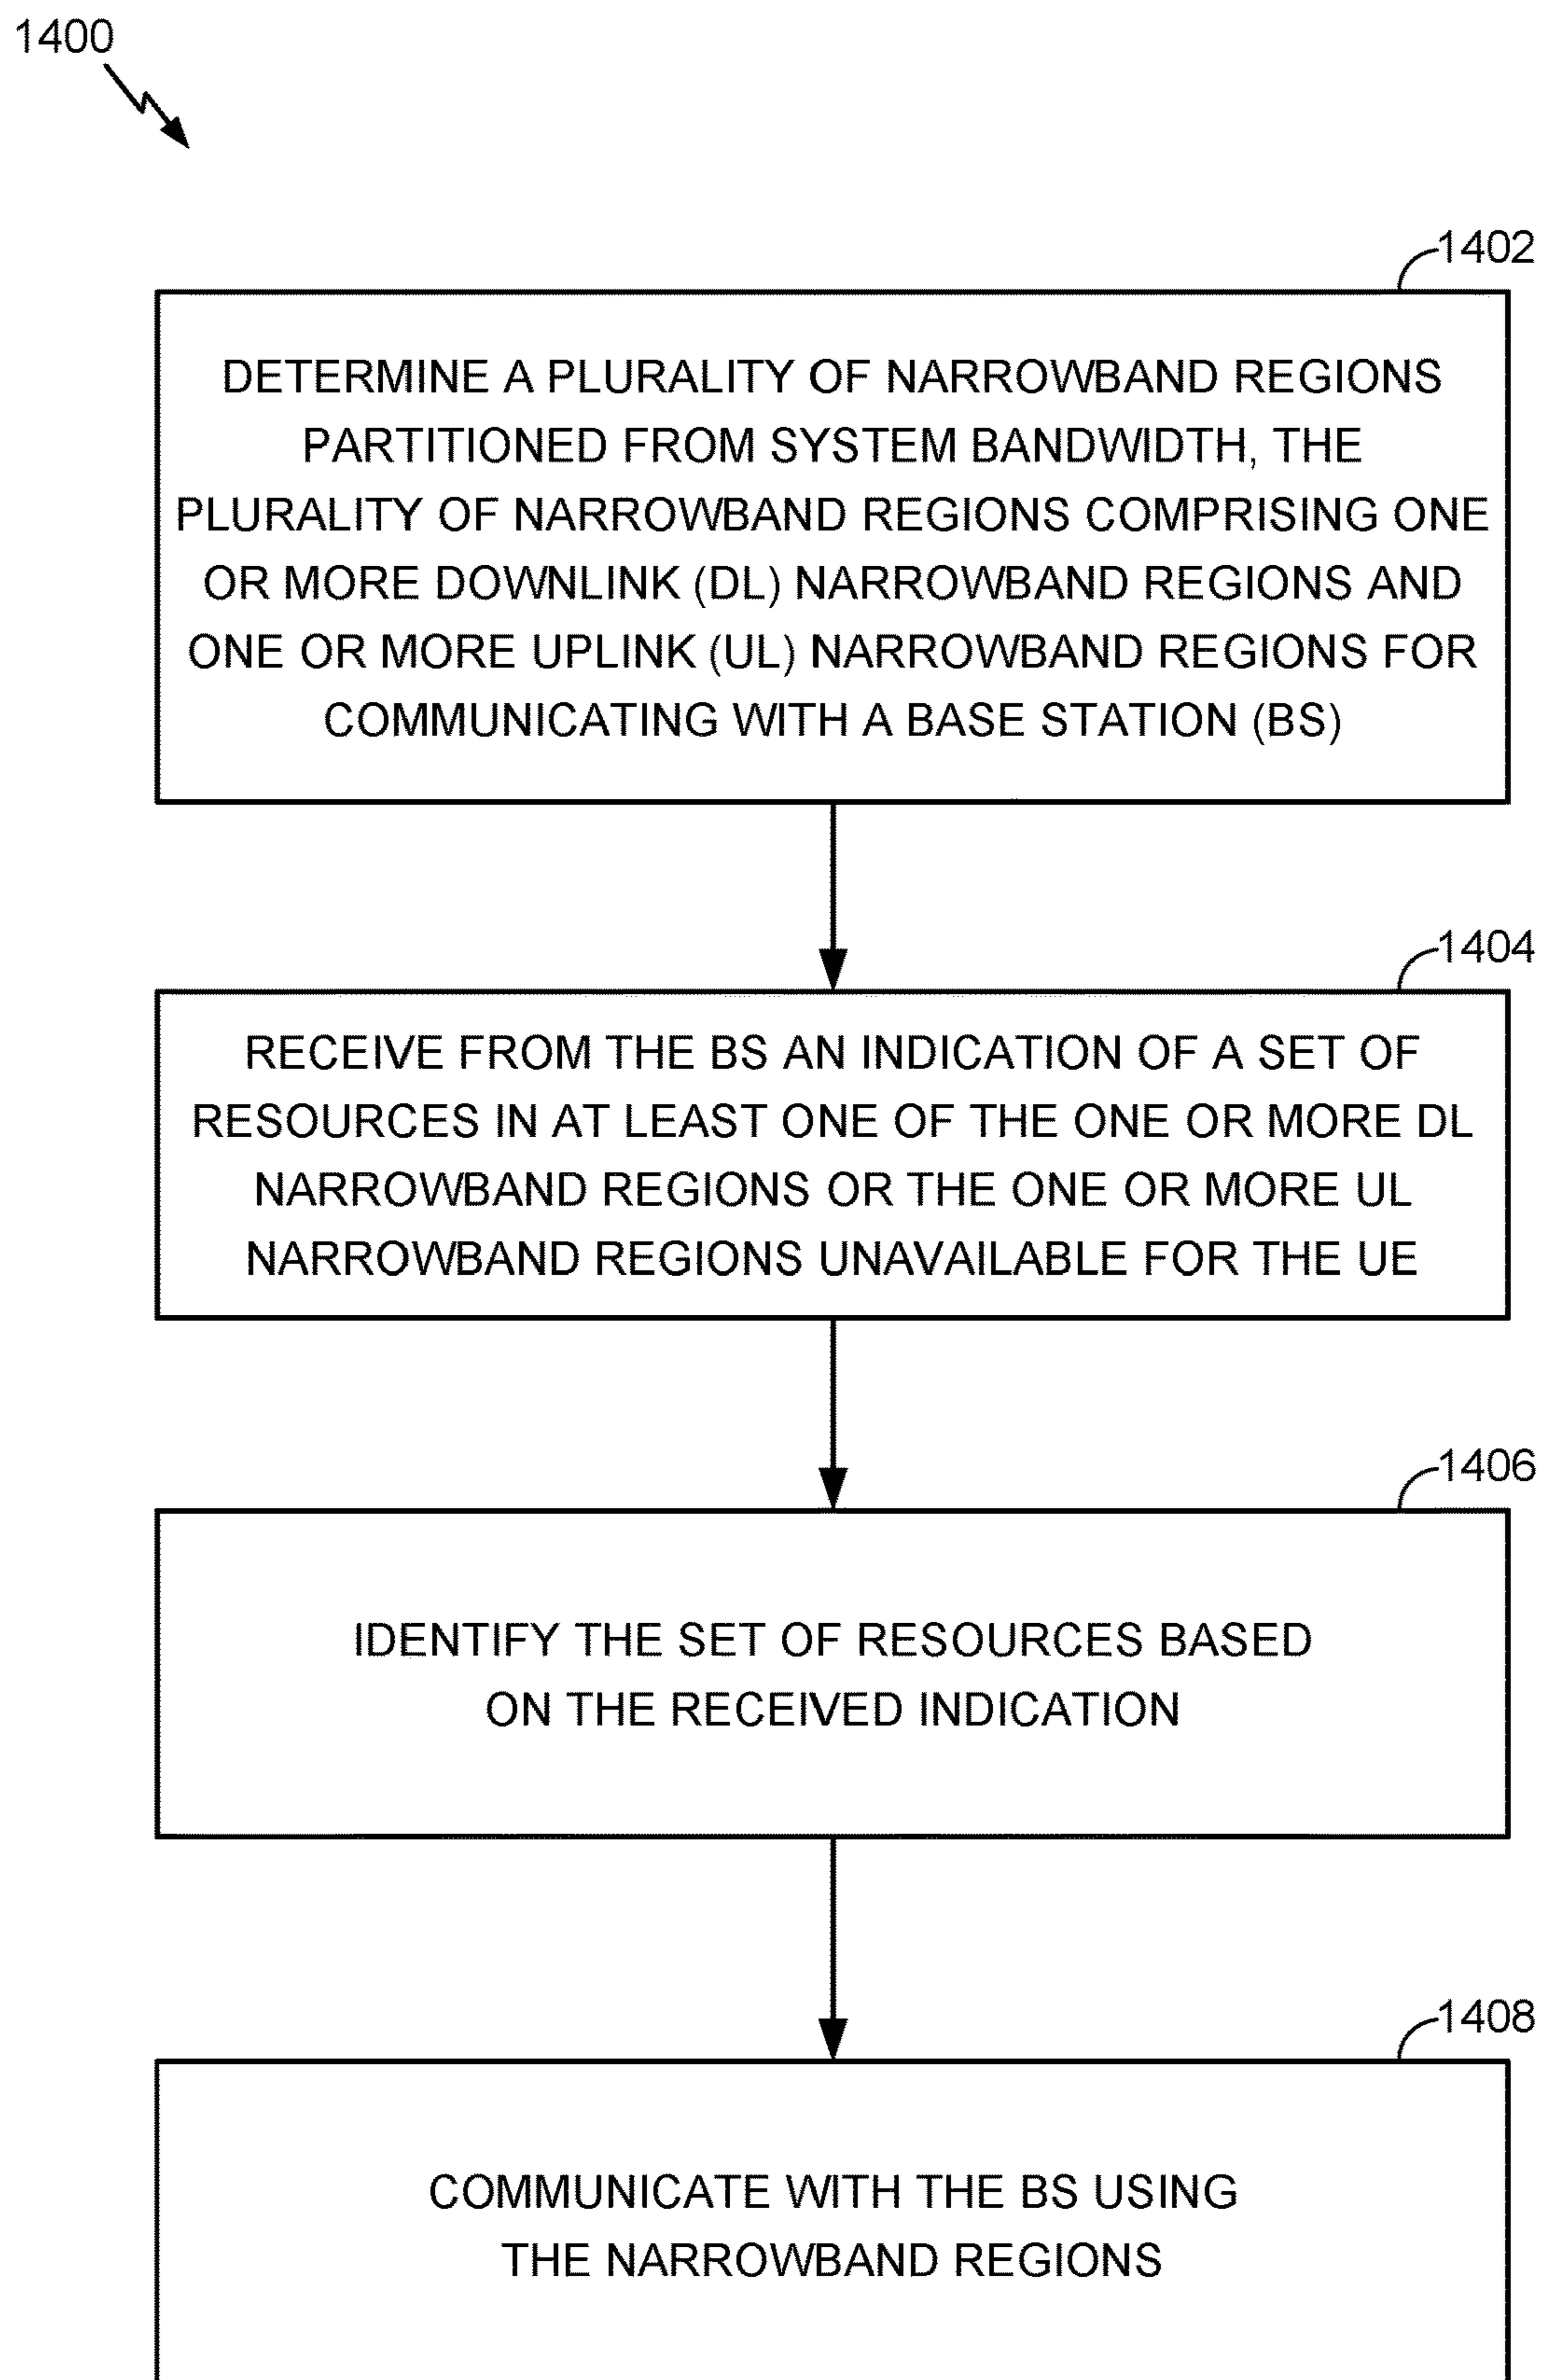 1400
1402
DETERMINE A PLURALITY OF NARROWBAND REGIONS
PARTITIONED FROM SYSTEM BANDWIDTH, THE
PLURALITY OF NARROWBAND REGIONS COMPRISING ONE
OR MORE DOWNLINK (DL) NARROWBAND REGIONS AND
ONE OR MORE UPLINK (UL) NARROWBAND REGIONS FOR
COMMUNICATING WITH A BASE STATION (BS)
1404
RECEIVE FROM THE BS AN INDICATION OF A SET OF
RESOURCES IN AT LEAST ONE OF THE ONE OR MORE DL
NARROWBAND REGIONS OR THE ONE OR MORE UL
NARROWBAND REGIONS UNAVAILABLE FOR THE UE
1406
IDENTIFY THE SET OF RESOURCES BASED
ON THE RECEIVED INDICATION
1408
COMMUNICATE WITH THE BS USING
THE NARROWBAND REGIONS